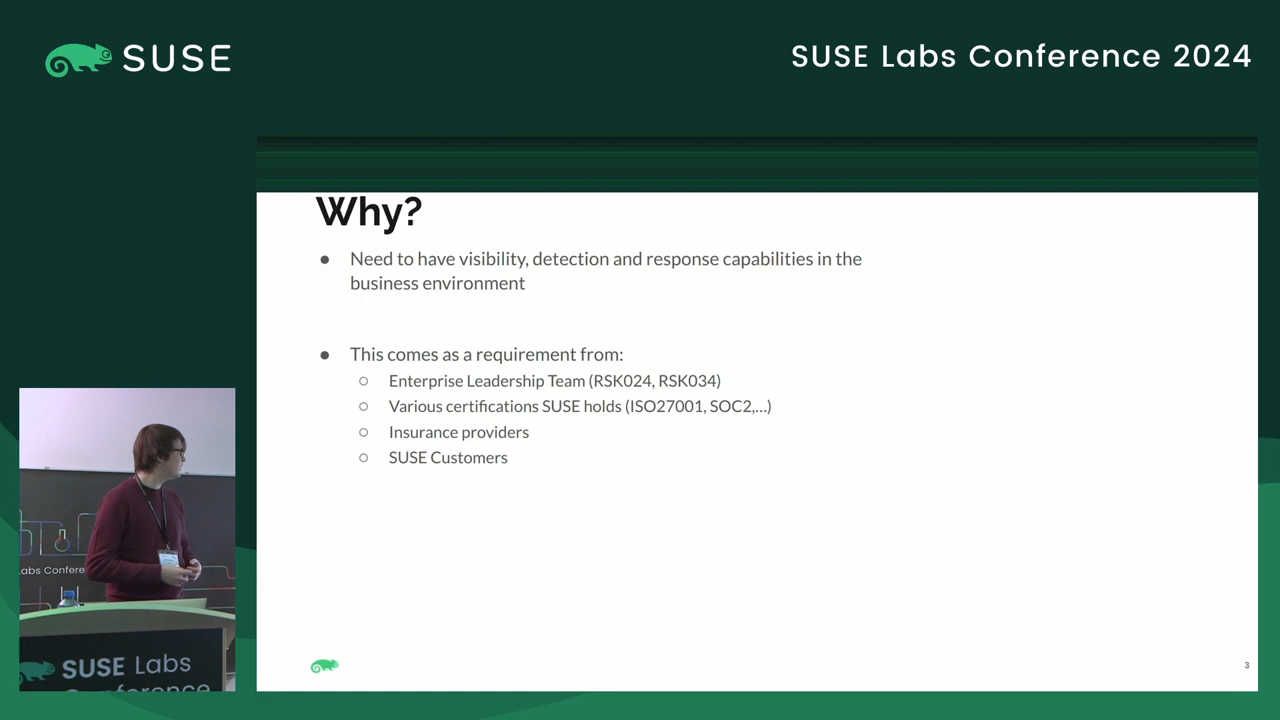 SUSE
SUSE Labs Conference 2024
Why?
● Need to have visibility, detection and response capabilities in the
business environment
● This comes as a requirement from:
○ Enterprise Leadership Team (RSK024, RSK034)
○ Various certifications SUSE holds (ISO27001, SOC2,...)
○ Insurance providers
○ SUSE Customers
abs Confere
SUSE Labs
Conference
3